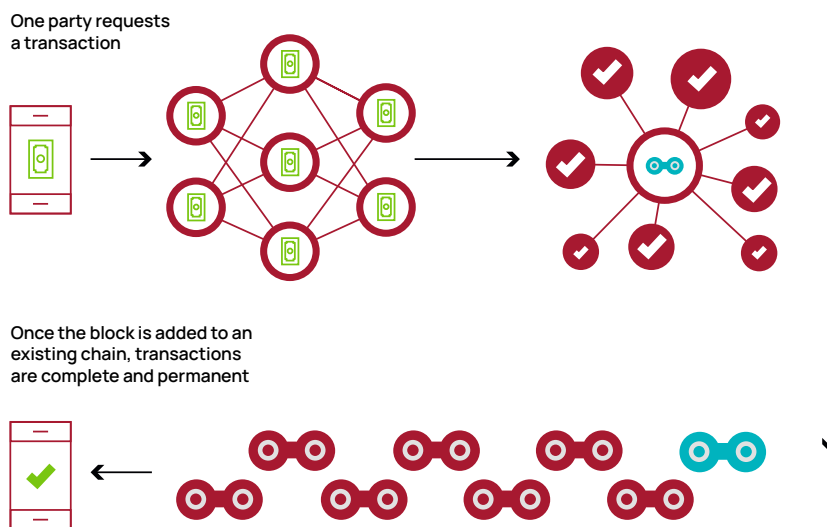 One party requests
a transaction
Once the block is added to an
existing chain, transactions
are complete and permanent